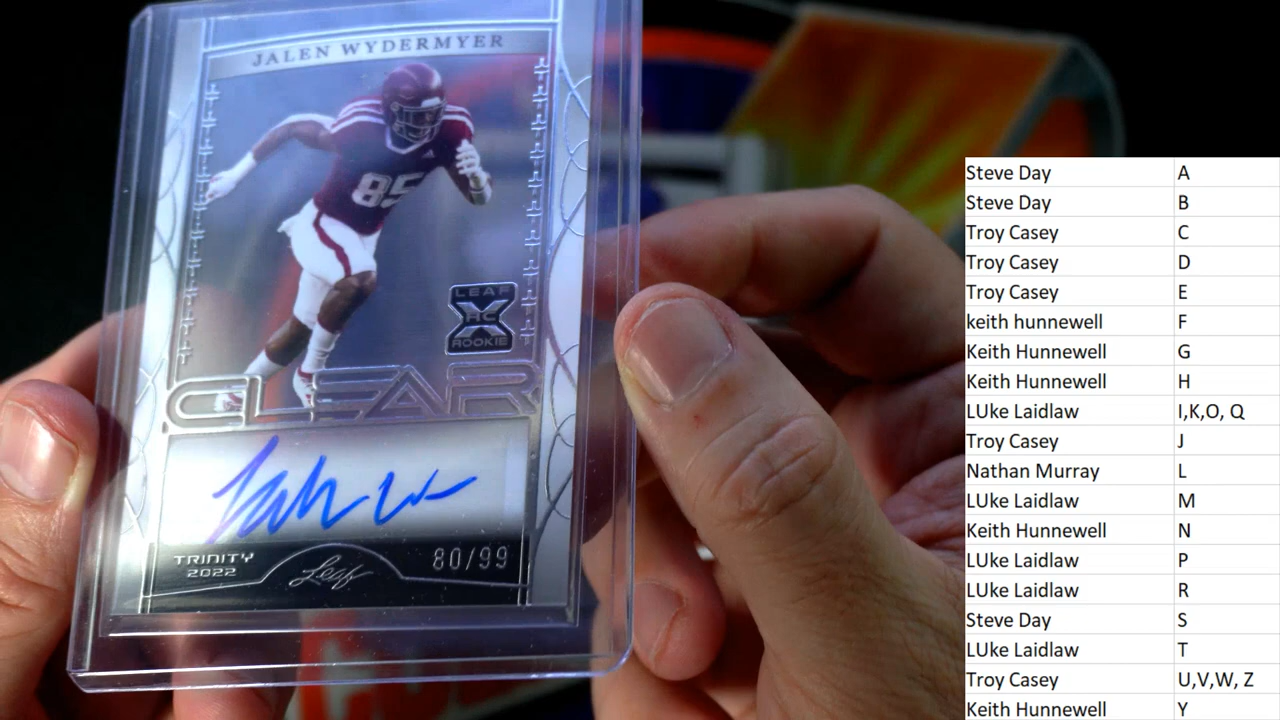 JALEN WYDERMYER
85
LEAF
X
RC
ROOKIE
CLEAR
TRINITY
2022
Leaf
80/99
Steve Day A
Steve Day B
Troy Casey C
Troy Casey D
Troy Casey E
keith hunnewell F
Keith Hunnewell G
Keith Hunnewell H
LUke Laidlaw I,K,O, Q
Troy Casey J
Nathan Murray L
LUke Laidlaw M
Keith Hunnewell N
LUke Laidlaw P
LUke Laidlaw R
Steve Day S
LUke Laidlaw T
Troy Casey U,V,W, Z
Keith Hunnewell Y